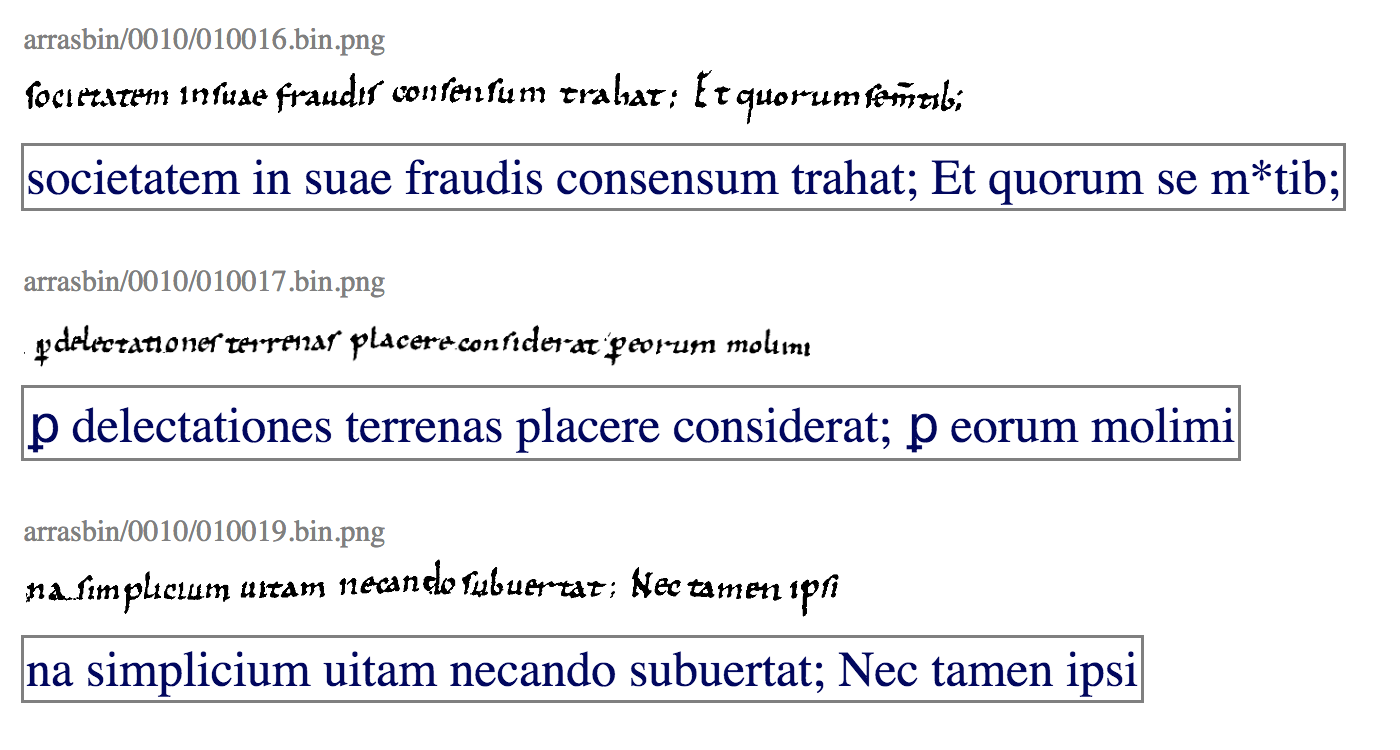 arrasbin/0010/010016.bin.png
societatem insuae fraudis consensum trahat; Et quorum sem̃tib;
societatem in suae fraudis consensum trahat; Et quorum se m*tib;
arrasbin/0010/010017.bin.png
ꝑdelectationes terrenas placere considerat; ꝑeorum molimi
ꝑ delectationes terrenas placere considerat; ꝑ eorum molimi
arrasbin/0010/010019.bin.png
na simplicium uitam necando subuertat; Nec tamen ipsi
na simplicium uitam necando subuertat; Nec tamen ipsi